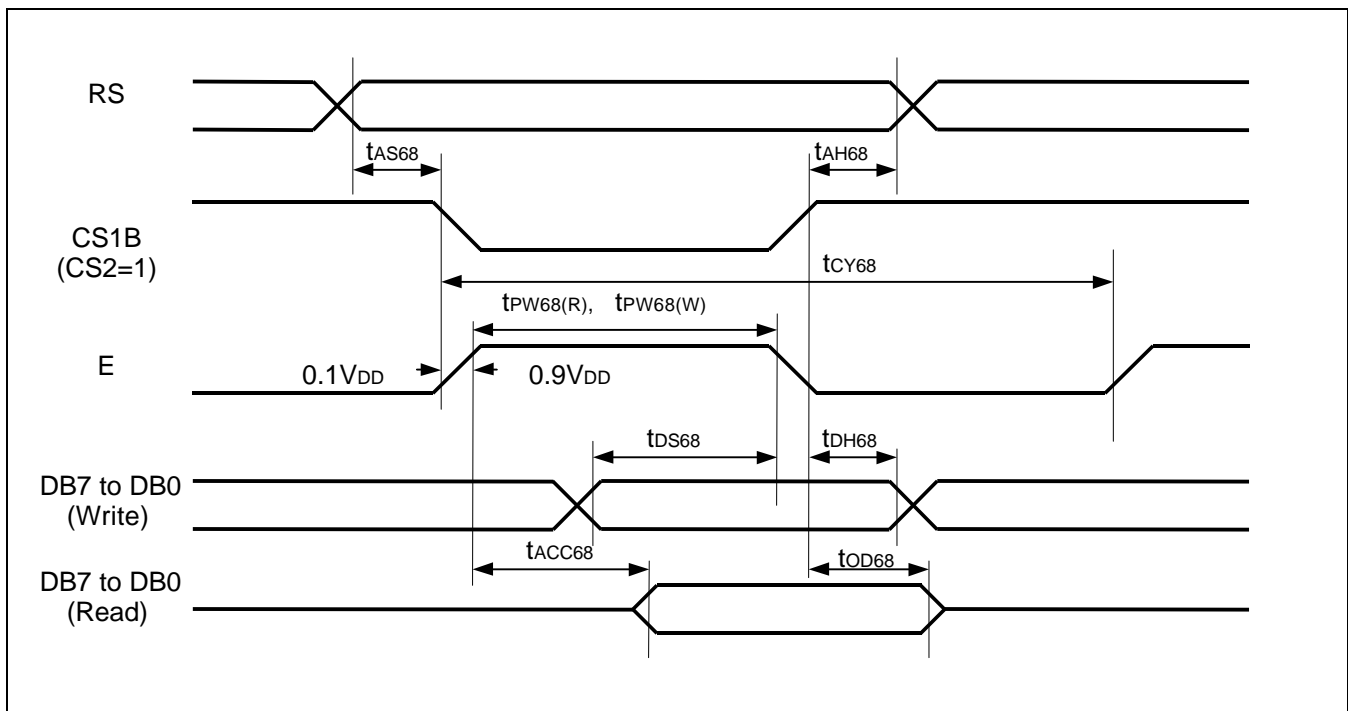 RS
tAS68
tAH68
CS1B
(CS2=1)
tCY68
tPW68(R), tPW68(W)
E
0.1VDD
0.9VDD
tDS68
tDH68
DB7 to DB0
(Write)
tACC68
tOD68
DB7 to DB0
(Read)